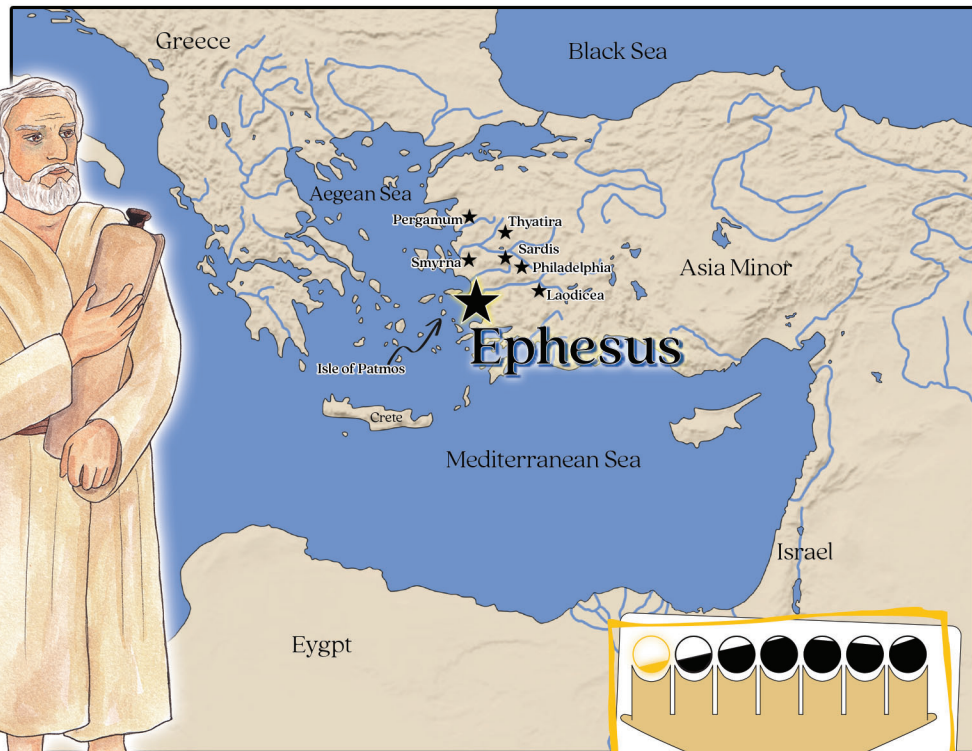 Greece
Black Sea
Aegean Sea
Pergamum
Thyatira
Sardis
Smyrna
Philadelphia
Asia Minor
Laodicea
Ephesus
Isle of Patmos
Crete
Mediterranean Sea
Israel
Eygpt